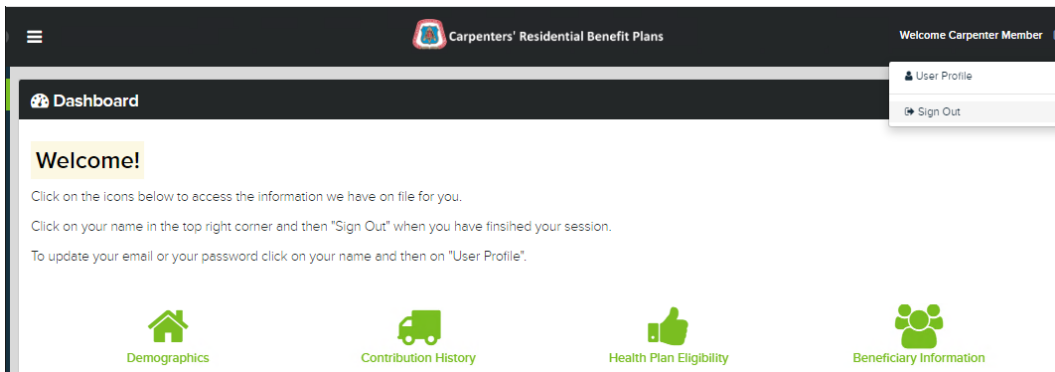 Carpenters' Residential Benefit Plans
Welcome Carpenter Member
User Profile
Sign Out
Dashboard
Welcome!
Click on the icons below to access the information we have on file for you.
Click on your name in the top right corner and then "Sign Out" when you have finsihed your session.
To update your email or your password click on your name and then on "User Profile".
Demographics
Contribution History
Health Plan Eligibility
Beneficiary Information